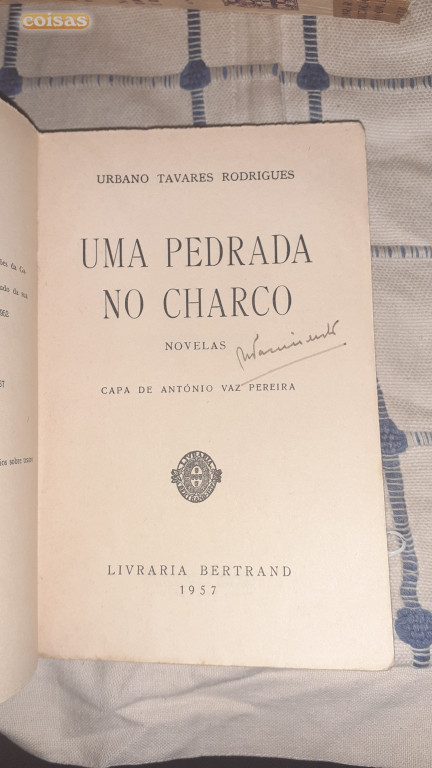 coisas
URBANO TAVARES RODRIGUES
UMA PEDRADA
NO CHARCO
NOVELAS
CAPA DE ANTÓNIO VAZ PEREIRA
LIVRARIA BERTRAND
1957